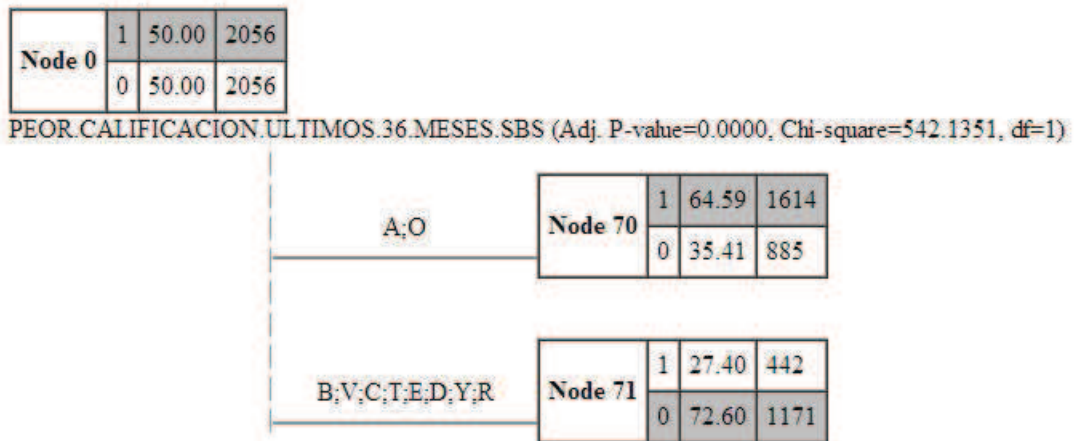 Node 0
1 50.00 2056
0 50.00 2056
PEOR.CALIFICACION.ULTIMOS.36.MESES.SBS (Adj. P-value=0.0000, Chi-square=542.1351, df=1)
A;O
Node 70
1 64.59 1614
0 35.41 885
B;V;C;T;E;D;Y;R
Node 71
1 27.40 442
0 72.60 1171